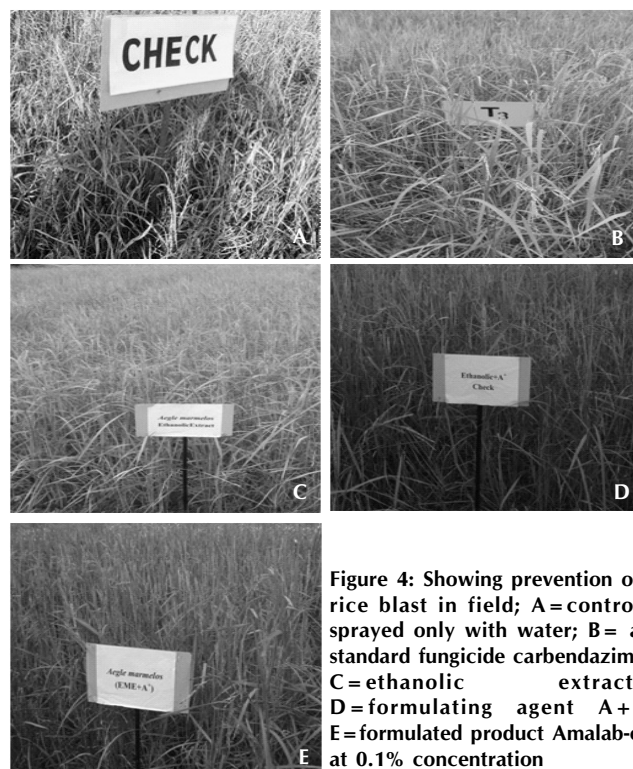 CHECK
A
T3
B
Aegle marmelos
Ethanolic Extract
C
Ethanolic+A+
Check
D
Aegle marmelos
(EME+A+)
E
Figure 4: Showing prevention o
rice blast in field; A=contro
sprayed only with water; B= a
standard fungicide carbendazim
C=ethanolic extract
D=formulating agent A+
E=formulated product Amalab-
at 0.1% concentration